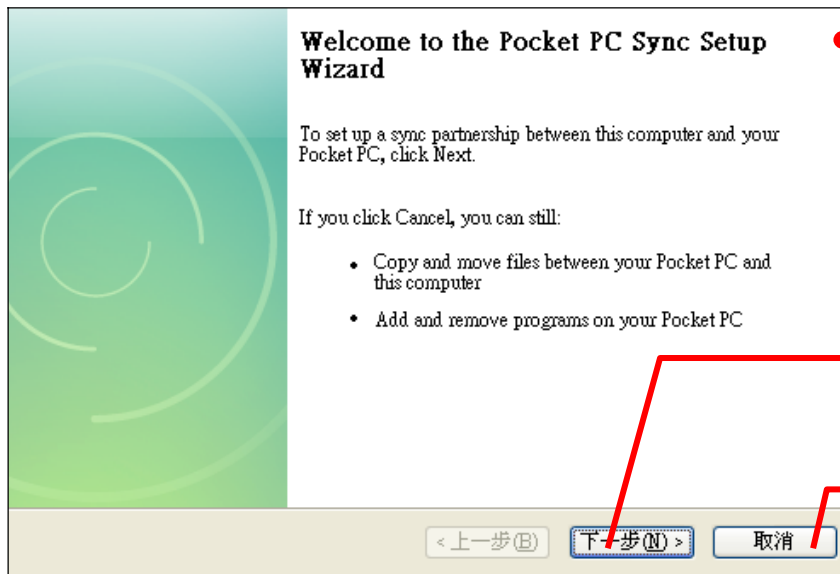 Welcome to the Pocket PC Sync Setup
Wizard
To set up a sync partnership between this computer and your
Pocket PC, click Next.
If you click Cancel, you can still:
• Copy and move files between your Pocket PC and
this computer
• Add and remove programs on your Pocket PC
<上一步(B) 下一步(N) > 取消